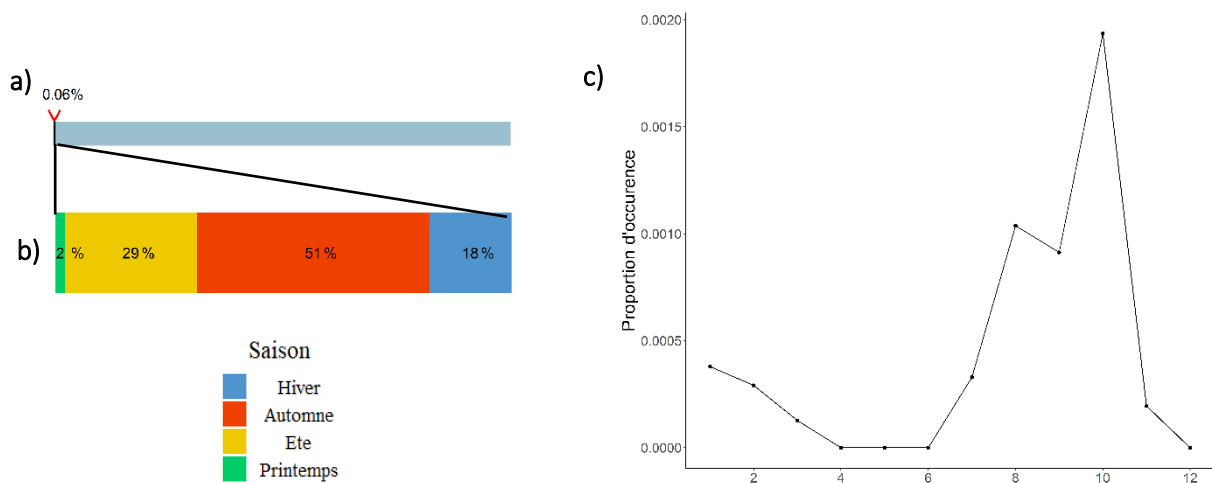 a)
0.06%
b)
2 %
29 %
51 %
18 %
Saison
Hiver
Automne
Ete
Printemps
c)
Proportion d'occurence
0.0020
0.0015
0.0010
0.0005
0.0000
2 4 6 8 10 12